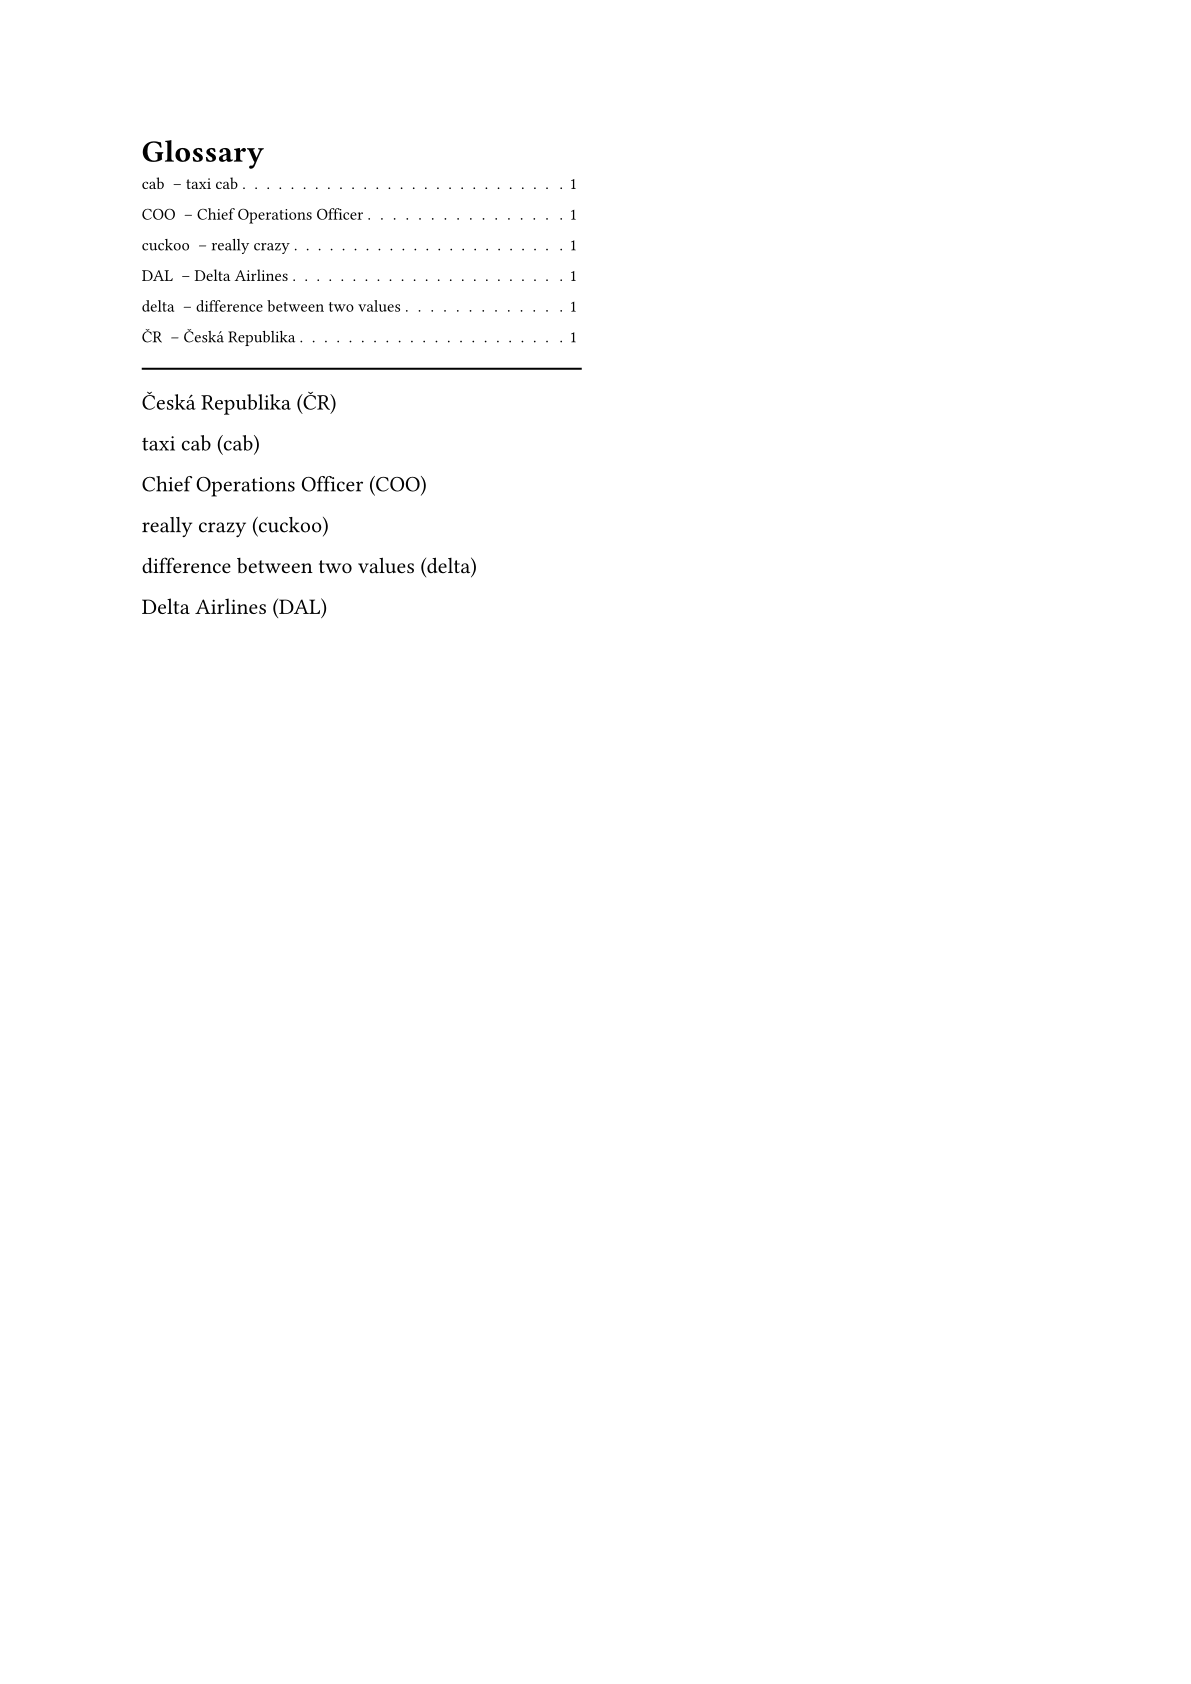 Glossary
cab – taxi cab . . . . . . . . . . . . . . . . . . . . . . . . . . . 1
COO – Chief Operations Officer . . . . . . . . . . . . . . . . . 1
cuckoo – really crazy . . . . . . . . . . . . . . . . . . . . . . . 1
DAL – Delta Airlines . . . . . . . . . . . . . . . . . . . . . . . 1
delta – difference between two values . . . . . . . . . . . . . . 1
ČR – Česká Republika . . . . . . . . . . . . . . . . . . . . . . . 1
Česká Republika (ČR)
taxi cab (cab)
Chief Operations Officer (COO)
really crazy (cuckoo)
difference between two values (delta)
Delta Airlines (DAL)